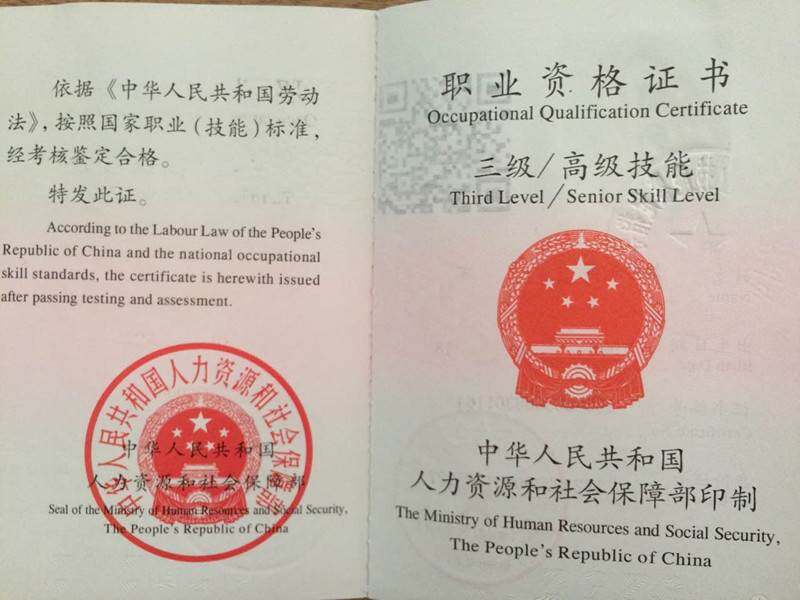 依据《中华人民共和国劳动
法》，按照国家职业（技能）标准，
经考核鉴定合格。
特发此证。
According to the Labour Law of the People's
Republic of China and the national occupational
skill standards, the certificate is herewith issued
after passing testing and assessment.
中华人民共和国人力资源和社会保障部
中华人民共和国
人力资源和社会保障部
Seal of the Ministry of Human Resources and Social Security,
The People's Republic of China
职业资格证书
Occupational Qualification Certificate
三级/高级技能
Third Level/Senior Skill Level
中华人民共和国
人力资源和社会保障部印制
The Ministry of Human Resources and Social Security,
The People's Republic of China